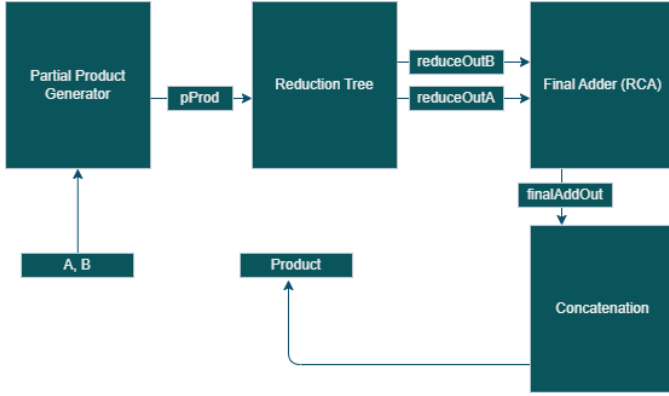 Partial Product
Generator
pProd
Reduction Tree
reduceOutB
reduceOutA
Final Adder (RCA)
finalAddOut
A, B
Product
Concatenation